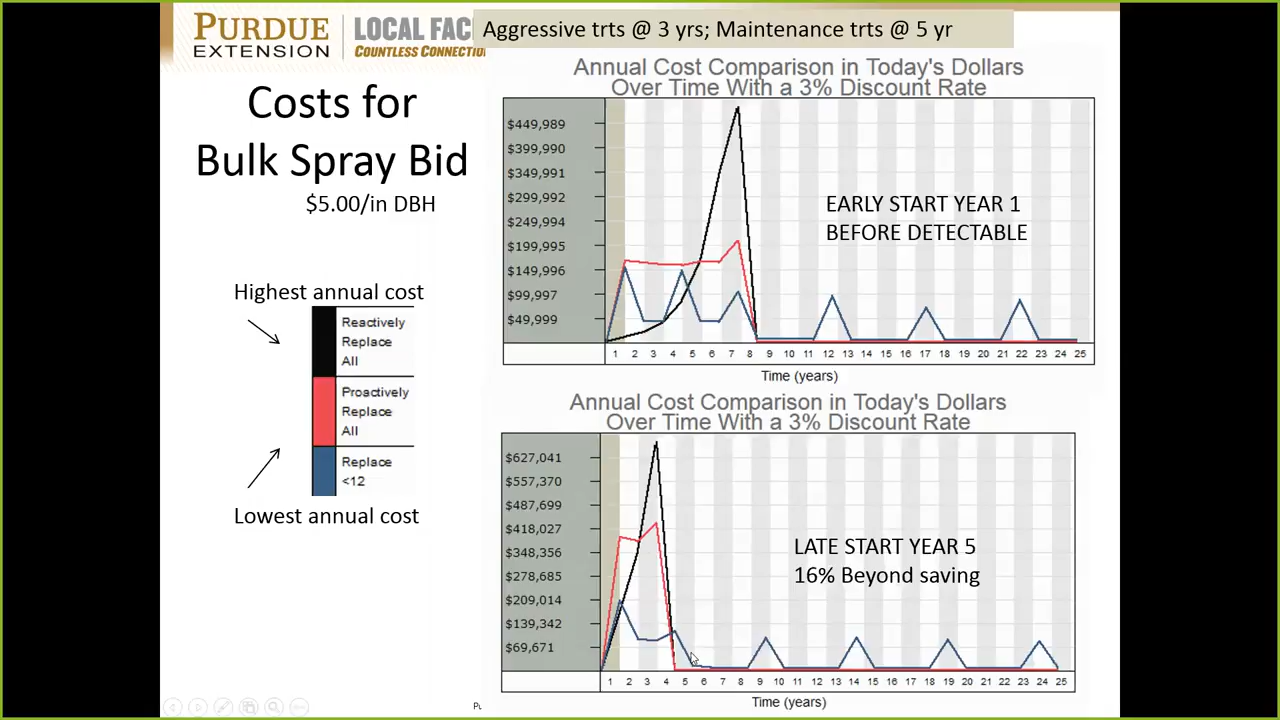 PURDUE
EXTENSION
LOCAL FAC
COUNTLESS CONNECTION
Aggressive trts @ 3 yrs; Maintenance trts @ 5 yr
Costs for
Bulk Spray Bid
$5.00/in DBH
Highest annual cost
Reactively
Replace
All
Proactively
Replace
All
Replace
<12
Lowest annual cost
Annual Cost Comparison in Today's Dollars
Over Time With a 3% Discount Rate
$449,989
$399,990
$349,991
$299,992
$249,994
$199,995
$149,996
$99,997
$49,999
EARLY START YEAR 1
BEFORE DETECTABLE
1 2 3 4 5 6 7 8 9 10 11 12 13 14 15 16 17 18 19 20 21 22 23 24 25
Time (years)
Annual Cost Comparison in Today's Dollars
Over Time With a 3% Discount Rate
$627,041
$557,370
$487,699
$418,027
$348,356
$278,685
$209,014
$139,342
$69,671
LATE START YEAR 5
16% Beyond saving
1 2 3 4 5 6 7 8 9 10 11 12 13 14 15 16 17 18 19 20 21 22 23 24 25
Time (years)